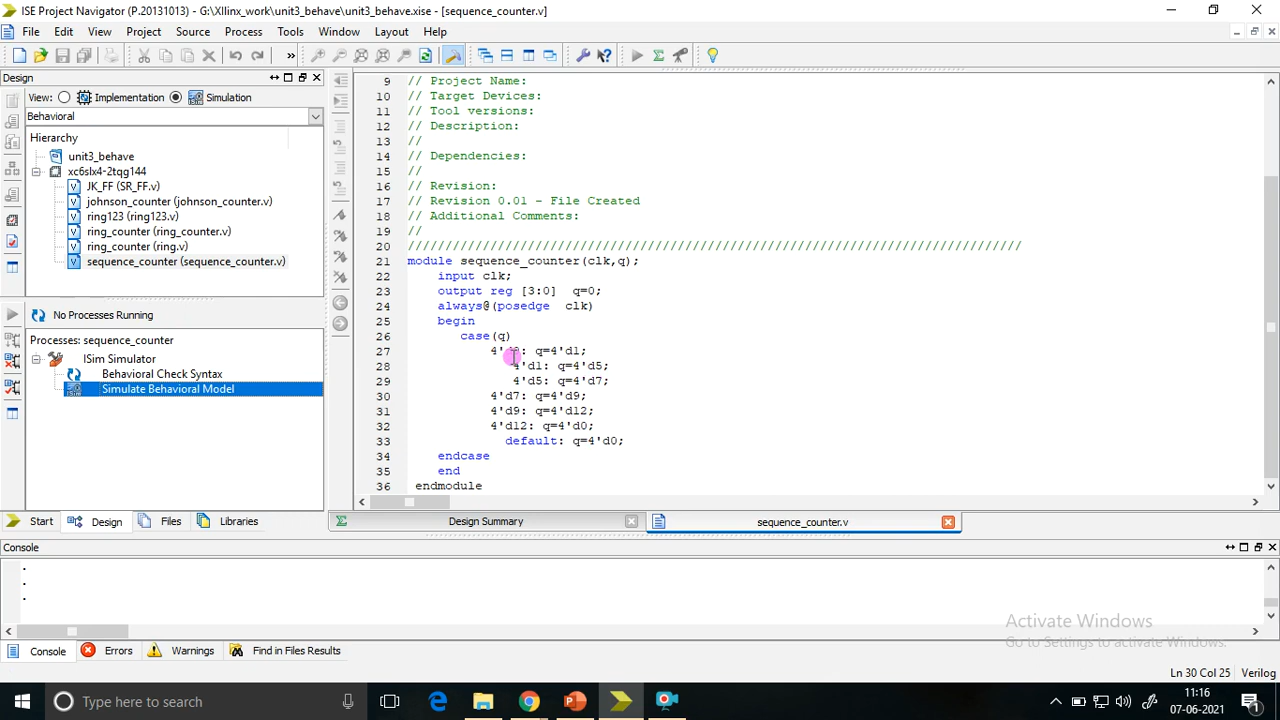 ISE Project Navigator (P.20131013) - G:\XIlinx_work\unit3_behave\unit3_behave.xise - [sequence_counter.v]
File Edit View Project Source Process Tools Window Layout Help
Design
View: Implementation Simulation
Behavioral
Hierarchy
unit3_behave
xc6slx4-2tqg144
JK_FF (SR_FF.v)
johnson_counter (johnson_counter.v)
ring123 (ring123.v)
ring_counter (ring_counter.v)
ring_counter (ring.v)
sequence_counter (sequence_counter.v)
No Processes Running
Processes: sequence_counter
ISim Simulator
Behavioral Check Syntax
Simulate Behavioral Model
Start Design Files Libraries
9 // Project Name:
10 // Target Devices:
11 // Tool versions:
12 // Description:
13 //
14 // Dependencies:
15 //
16 // Revision:
17 // Revision 0.01 - File Created
18 // Additional Comments:
19 //
20 //////////////////////////////////////////////////////////////////////////////////
21 module sequence_counter(clk,q);
22 input clk;
23 output reg [3:0] q=0;
24 always@(posedge clk)
25 begin
26 case(q)
27 q=4'd1;
28 4'd1: q=4'd5;
29 4'd5: q=4'd7;
30 4'd7: q=4'd9;
31 4'd9: q=4'd12;
32 4'd12: q=4'd0;
33 default: q=4'd0;
34 endcase
35 end
36 endmodule
Design Summary sequence_counter.v
Console
.
.
.
Activate Windows
Go to Settings to activate Windows.
Console Errors Warnings Find in Files Results
Ln 30 Col 25 Verilog
Type here to search
11:16
07-06-2021
1